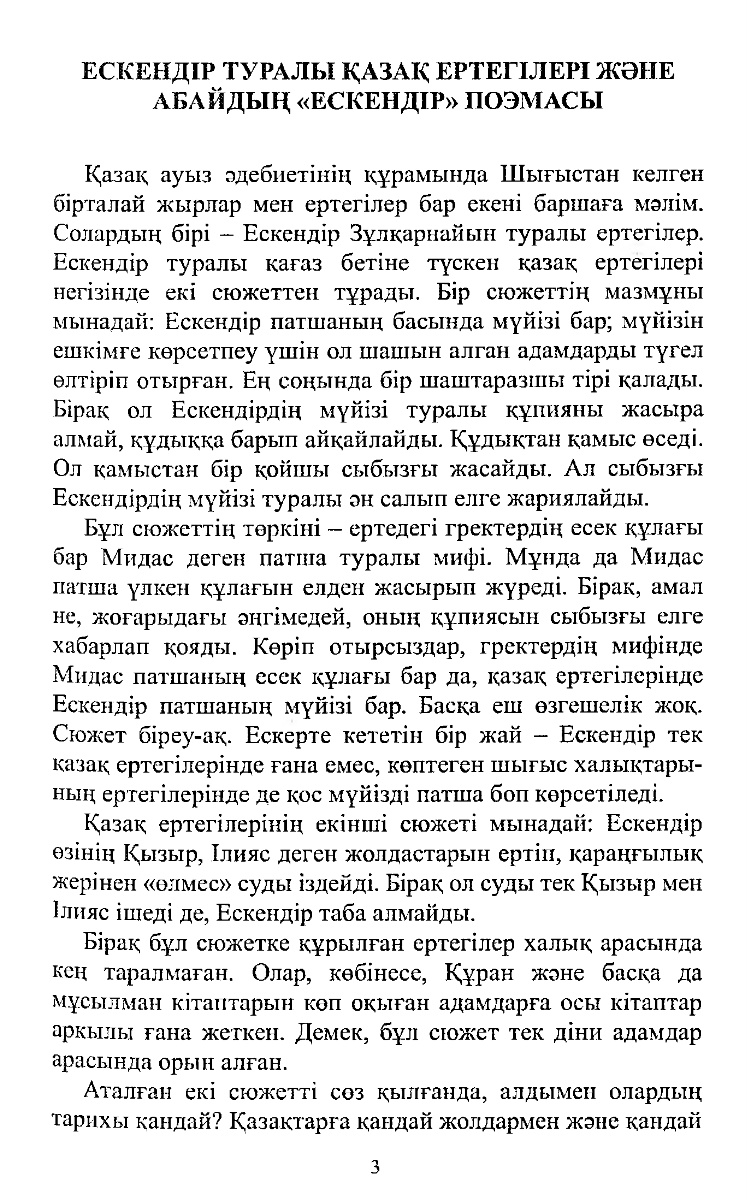 ЕСКЕНДІР ТУРАЛЫ ҚАЗАҚ ЕРТЕГІЛЕРІ ЖӘНЕ
АБАЙДЫҢ «ЕСКЕНДІР» ПОЭМАСЫ
Қазақ ауыз әдебиетінің құрамында Шығыстан келген
бірталай жырлар мен ертегілер бар екені баршаға мәлім.
Солардың бірі – Ескендір Зұлқарнайын туралы ертегілер.
Ескендір туралы қағаз бетіне түскен қазақ ертегілері
негізінде екі сюжеттен тұрады. Бір сюжеттің мазмұны
мынадай: Ескендір патшаның басында мүйізі бар; мүйізін
ешкімге көрсетпеу үшін ол шашын алған адамдарды түгел
өлтіріп отырған. Ең соңында бір шаштаразшы тірі қалады.
Бірақ ол Ескендірдің мүйізі туралы құпияны жасыра
алмай, құдыққа барып айқайлайды. Құдықтан қамыс өседі.
Ол қамыстан бір қойшы сыбызғы жасайды. Ал сыбызғы
Ескендірдің мүйізі туралы ән салып елге жариялайды.
Бұл сюжеттің төркіні – ертедегі гректердің есек құлағы
бар Мидас деген патша туралы мифі. Мұнда да Мидас
патша үлкен құлағын елден жасырып жүреді. Бірақ, амал
не, жоғарыдағы әңгімедей, оның құпиясын сыбызғы елге
хабарлап қояды. Көріп отырсыздар, гректердің мифінде
Мидас патшаның есек құлағы бар да, қазақ ертегілерінде
Ескендір патшаның мүйізі бар. Басқа еш өзгешелік жоқ.
Сюжет біреу-ақ. Ескерте кететін бір жай – Ескендір тек
қазақ ертегілерінде ғана емес, көптеген шығыс халықтары-
ның ертегілерінде де қос мүйізді патша боп көрсетіледі.
Қазақ ертегілерінің екінші сюжеті мынадай: Ескендір
өзінің Қызыр, Ілияс деген жолдастарын ертіп, қараңғылық
жерінен «өлмес» суды іздейді. Бірақ ол суды тек Қызыр мен
Ілияс ішеді де, Ескендір таба алмайды.
Бірақ бұл сюжетке құрылған ертегілер халық арасында
кең таралмаған. Олар, көбінесе, Құран және басқа да
мұсылман кітаптарын көп оқыған адамдарға осы кітаптар
арқылы ғана жеткен. Демек, бұл сюжет тек діни адамдар
арасында орын алған.
Аталған екі сюжетті сөз қылғанда, алдымен олардың
тарихы қандай? Қазақтарға қандай жолдармен және қандай
3